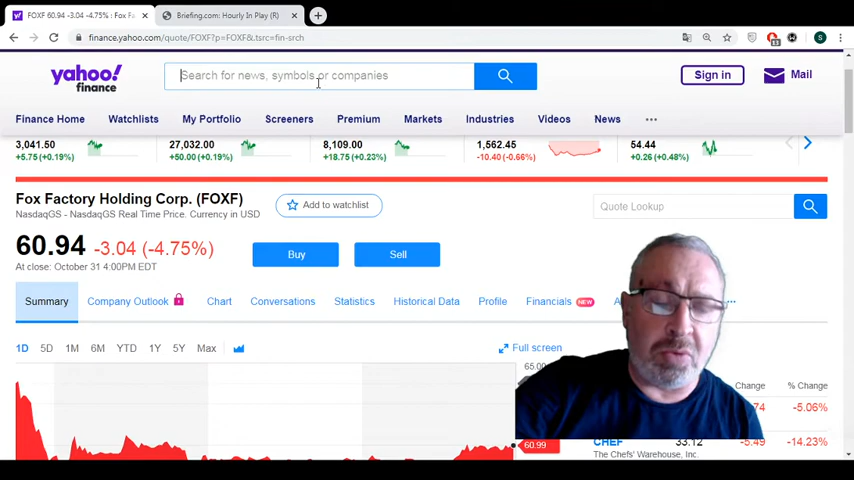 FOXF 60.94 -3.04 -4.75% : Fox Fa
Briefing.com: Hourly In Play (R)
finance.yahoo.com/quote/FOXF?p=FOXF&.tsrc=fin-srch
S
yahoo!
finance
Search for news, symbols or companies
Sign in
Mail
Finance Home Watchlists My Portfolio Screeners Premium Markets Industries Videos News
3,041.50 27,032.00 8,109.00 1,562.45 54.44
+5.75 (+0.19%) +50.00 (+0.19%) +18.75 (+0.23%) -10.40 (-0.66%) +0.26 (+0.48%)
Fox Factory Holding Corp. (FOXF)
Add to watchlist
Quote Lookup
NasdaqGS - NasdaqGS Real Time Price. Currency in USD
60.94 -3.04 (-4.75%)
Buy
Sell
At close: October 31 4:00PM EDT
Summary Company Outlook Chart Conversations Statistics Historical Data Profile Financials NEW
1D 5D 1M 6M YTD 1Y 5Y Max
Full screen
65.00
Change % Change
-5.06%
60.99
CHEF 33.12 -5.49 -14.23%
The Chefs' Warehouse, Inc.